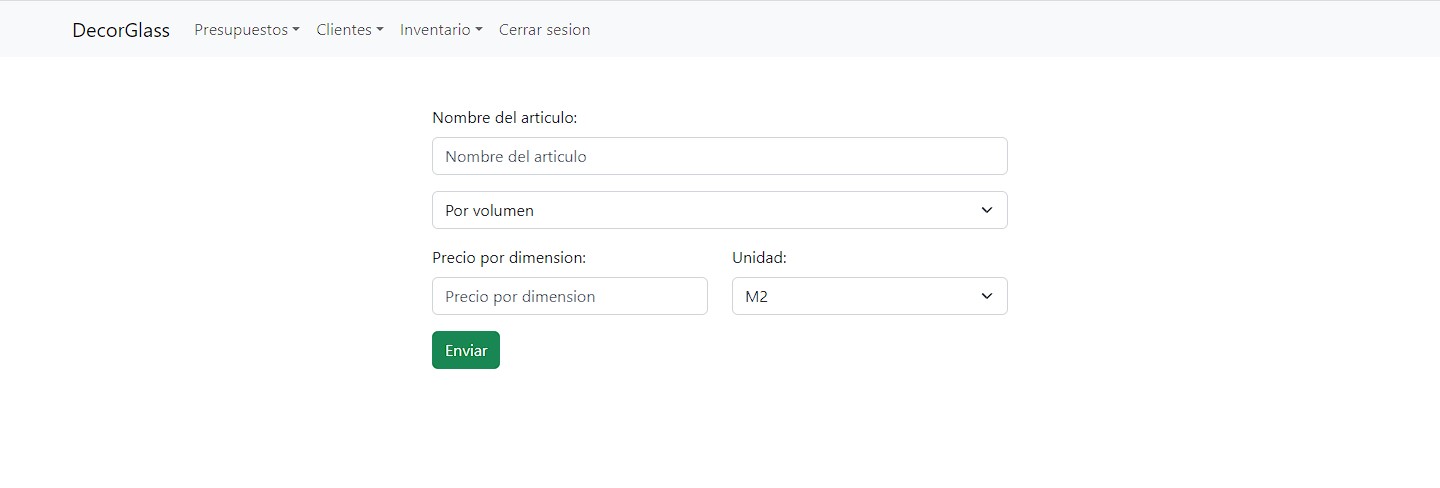 DecorGlass Presupuestos Clientes Inventario Cerrar sesion
Nombre del articulo:
Nombre del articulo
Por volumen
Precio por dimension: Unidad:
Precio por dimension M2
Enviar